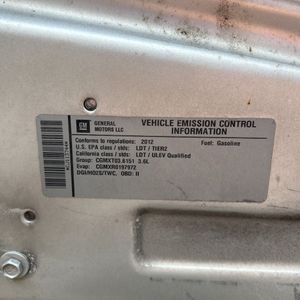 GM
GENERAL MOTORS LLC
VEHICLE EMISSION CONTROL INFORMATION
Conforms to regulations: 2012 Fuel: Gasoline
U.S. EPA class / stds: LDT / TIER2
California class / stds: LDT / ULEV Qualified
Group: CGMXT03.6151 3.6L
Evap: CGMXR0197972
DGI/HO2S/TWC, OBD: II